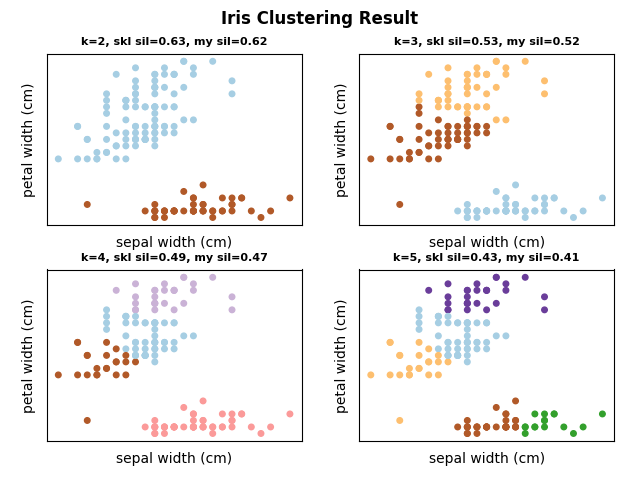 Iris Clustering Result
k=2, skl sil=0.63, my sil=0.62
k=3, skl sil=0.53, my sil=0.52
petal width (cm)
petal width (cm)
sepal width (cm)
sepal width (cm)
k=4, skl sil=0.49, my sil=0.47
k=5, skl sil=0.43, my sil=0.41
petal width (cm)
petal width (cm)
sepal width (cm)
sepal width (cm)